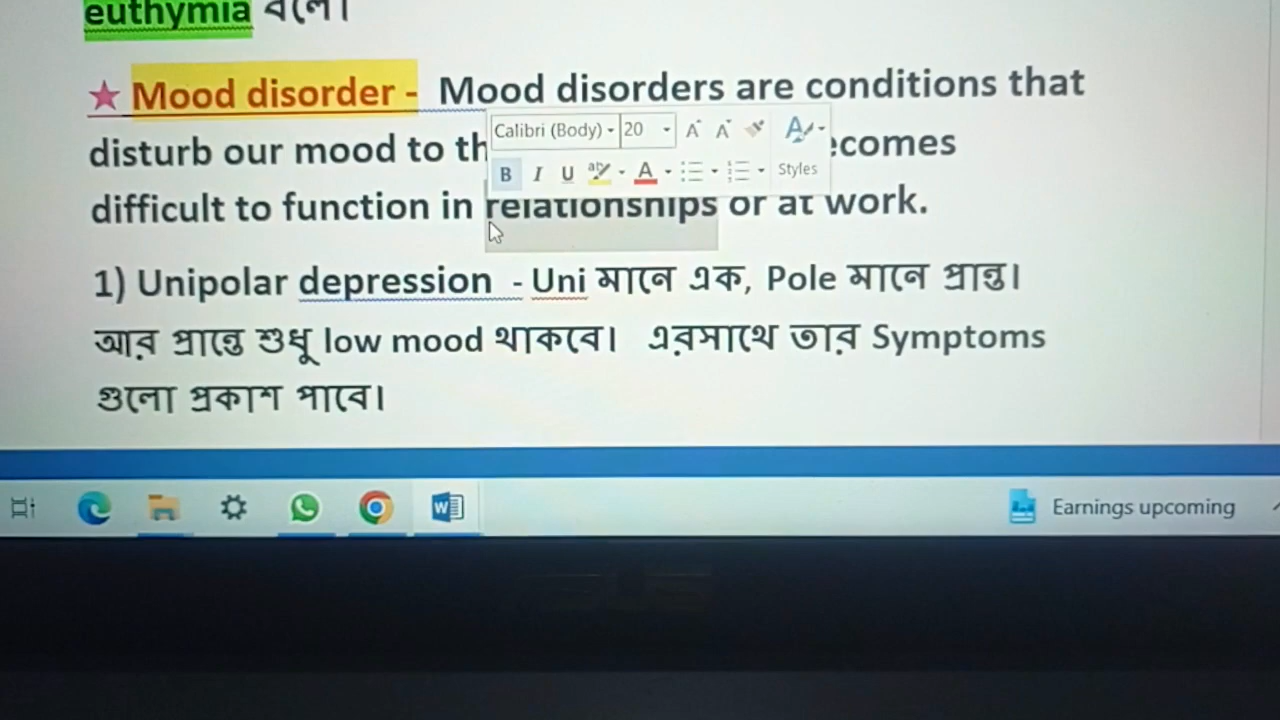 euthymia বলে।
★ Mood disorder - Mood disorders are conditions that
disturb our mood to
Calibri (Body) 20
B I U Styles
difficult to function in relationships or at work.
1) Unipolar depression - Uni মানে এক, Pole মানে প্রান্ত।
আর প্রান্তে শুধু low mood থাকবে। এরসাথে তার Symptoms
গুলো প্রকাশ পাবে।
Earnings upcoming